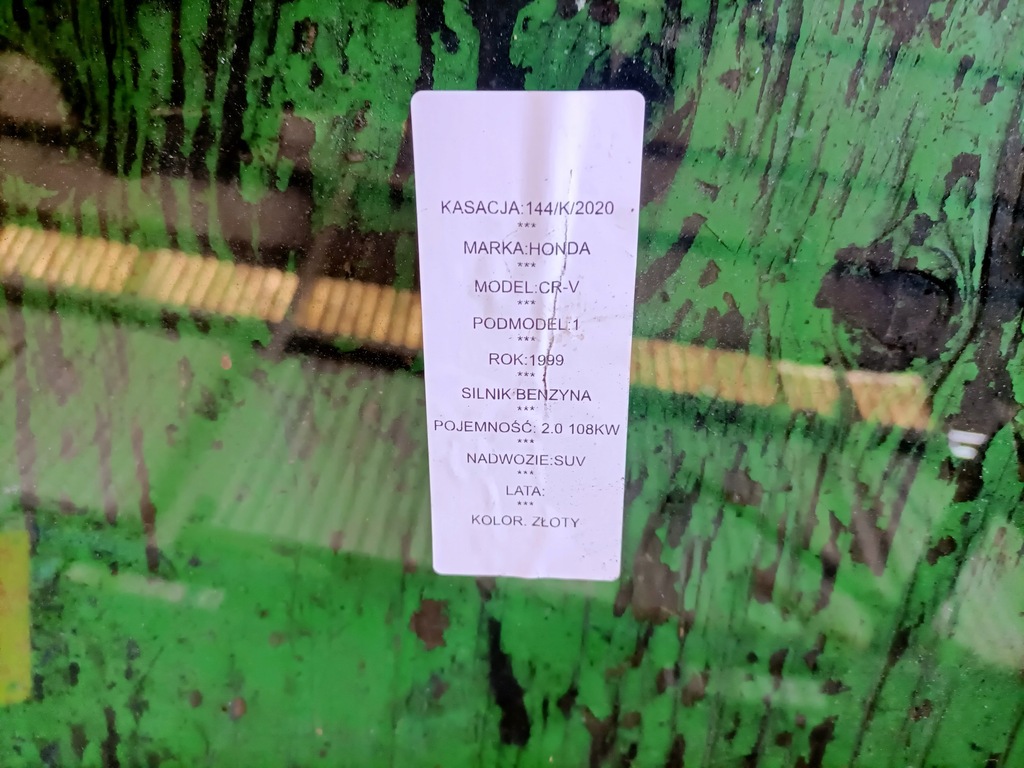 KASACJA:144/K/2020
***
MARKA:HONDA
***
MODEL:CR-V
***
PODMODEL:1
***
ROK:1999
***
SILNIK:BENZYNA
***
POJEMNOŚĆ: 2.0 108KW
***
NADWOZIE:SUV
***
LATA:
***
KOLOR: ZŁOTY